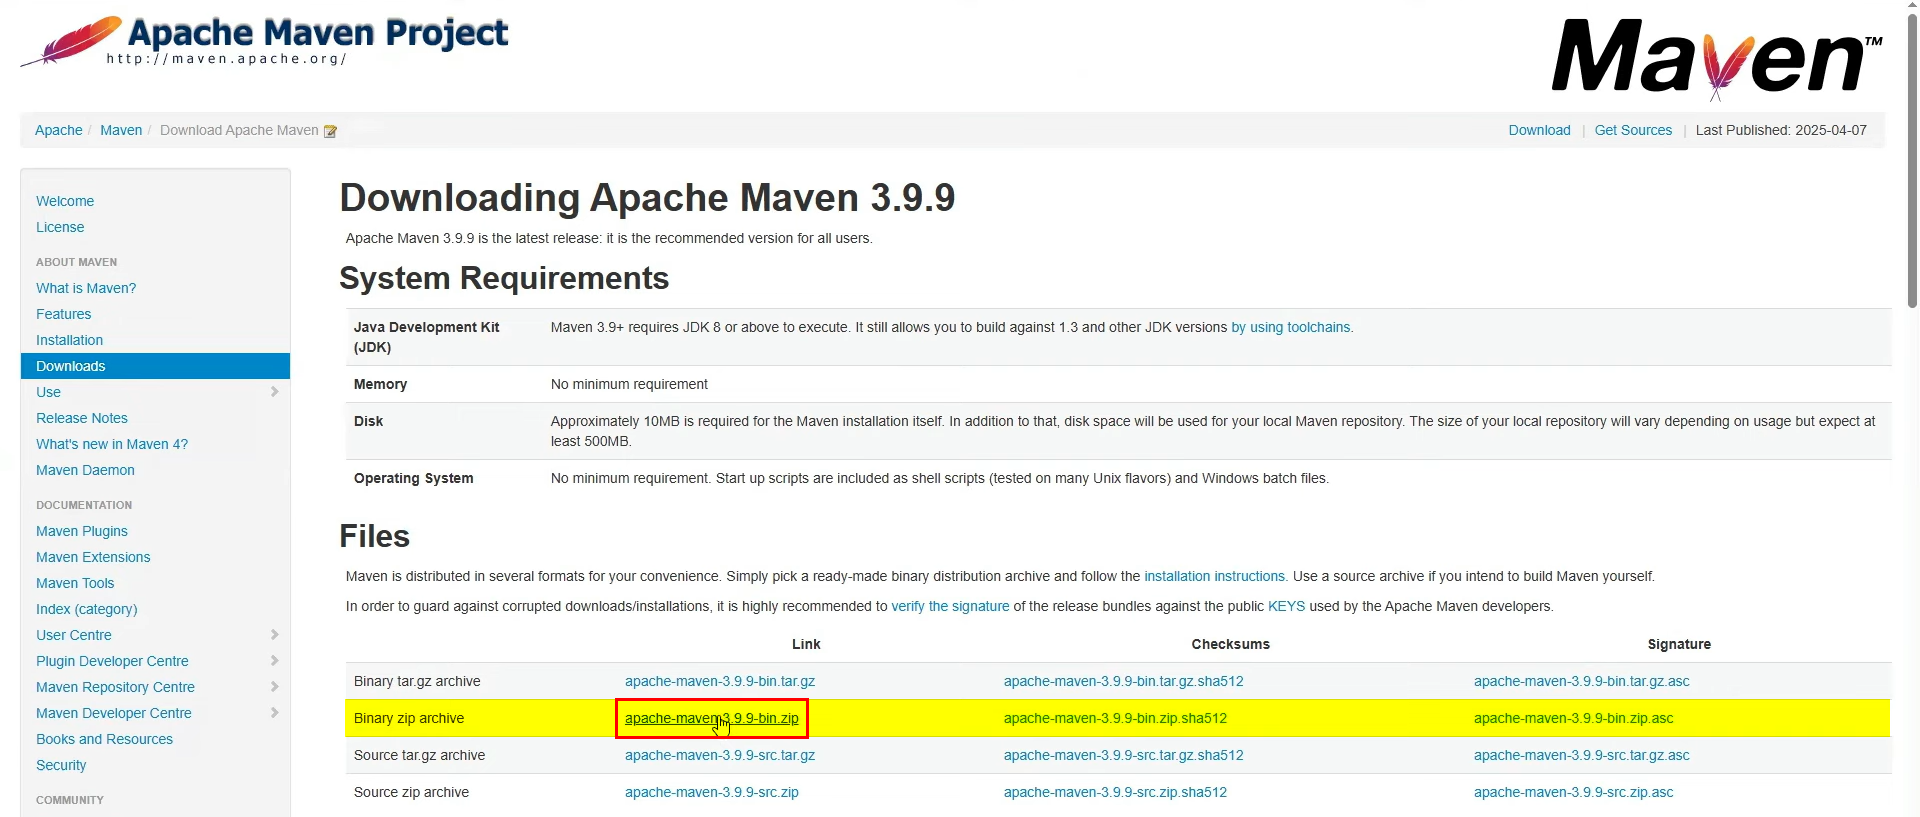 Apache Maven Project
http://maven.apache.org/
Maven™
Apache / Maven / Download Apache Maven
Download | Get Sources | Last Published: 2025-04-07
Welcome
License
ABOUT MAVEN
What is Maven?
Features
Installation
Downloads
Use
Release Notes
What's new in Maven 4?
Maven Daemon
DOCUMENTATION
Maven Plugins
Maven Extensions
Maven Tools
Index (category)
User Centre
Plugin Developer Centre
Maven Repository Centre
Maven Developer Centre
Books and Resources
Security
COMMUNITY
Downloading Apache Maven 3.9.9
Apache Maven 3.9.9 is the latest release: it is the recommended version for all users.
System Requirements
Java Development Kit (JDK) Maven 3.9+ requires JDK 8 or above to execute. It still allows you to build against 1.3 and other JDK versions by using toolchains.
Memory No minimum requirement
Disk Approximately 10MB is required for the Maven installation itself. In addition to that, disk space will be used for your local Maven repository. The size of your local repository will vary depending on usage but expect at
least 500MB.
Operating System No minimum requirement. Start up scripts are included as shell scripts (tested on many Unix flavors) and Windows batch files.
Files
Maven is distributed in several formats for your convenience. Simply pick a ready-made binary distribution archive and follow the installation instructions. Use a source archive if you intend to build Maven yourself.
In order to guard against corrupted downloads/installations, it is highly recommended to verify the signature of the release bundles against the public KEYS used by the Apache Maven developers.
Link Checksums Signature
Binary tar.gz archive apache-maven-3.9.9-bin.tar.gz apache-maven-3.9.9-bin.tar.gz.sha512 apache-maven-3.9.9-bin.tar.gz.asc
Binary zip archive apache-maven-3.9.9-bin.zip apache-maven-3.9.9-bin.zip.sha512 apache-maven-3.9.9-bin.zip.asc
Source tar.gz archive apache-maven-3.9.9-src.tar.gz apache-maven-3.9.9-src.tar.gz.sha512 apache-maven-3.9.9-src.tar.gz.asc
Source zip archive apache-maven-3.9.9-src.zip apache-maven-3.9.9-src.zip.sha512 apache-maven-3.9.9-src.zip.asc